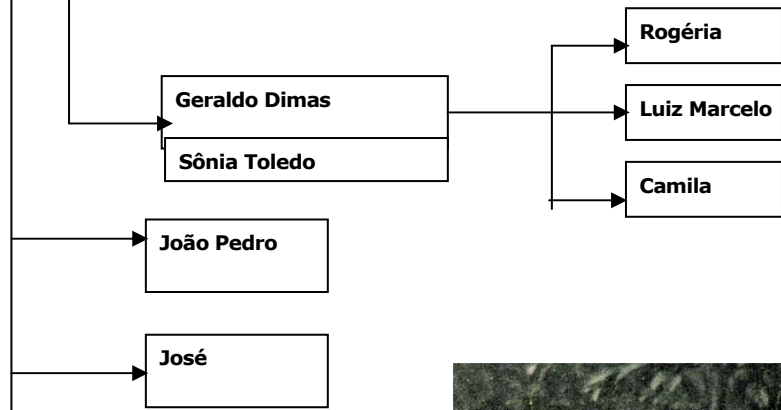 Rogéria
Geraldo Dimas
Luiz Marcelo
Sônia Toledo
Camila
João Pedro
José